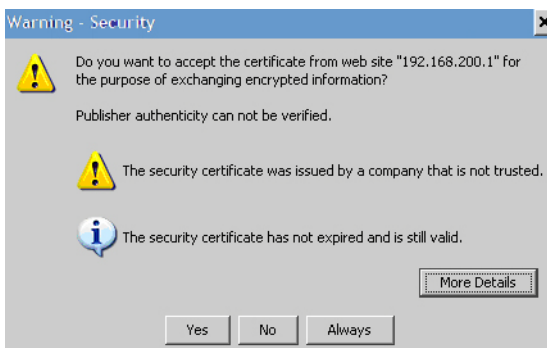 Warning - Security
Do you want to accept the certificate from web site "192.168.200.1" for
the purpose of exchanging encrypted information?
Publisher authenticity can not be verified.
The security certificate was issued by a company that is not trusted.
The security certificate has not expired and is still valid.
More Details
Yes No Always